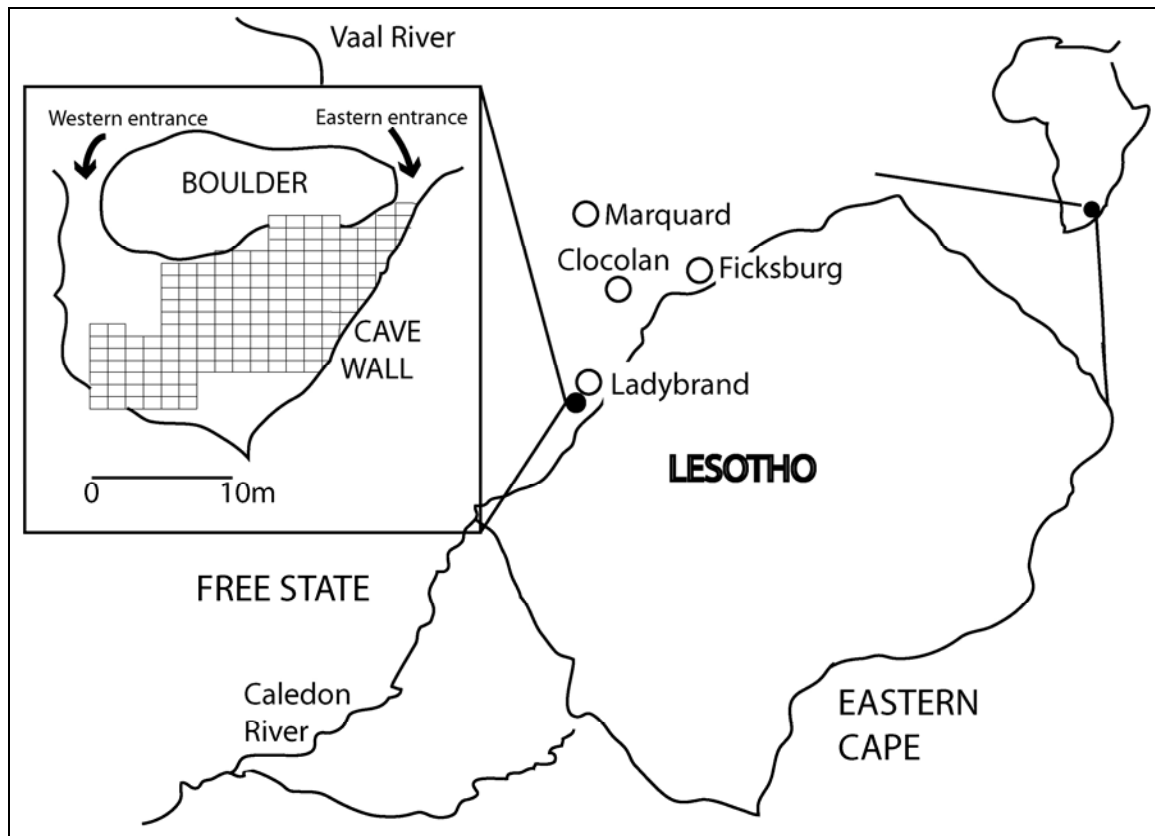 Vaal River
Western entrance
Eastern entrance
BOULDER
CAVE
WALL
0
10m
Marquard
Clocolan
Ficksburg
Ladybrand
LESOTHO
FREE STATE
Caledon
River
EASTERN
CAPE